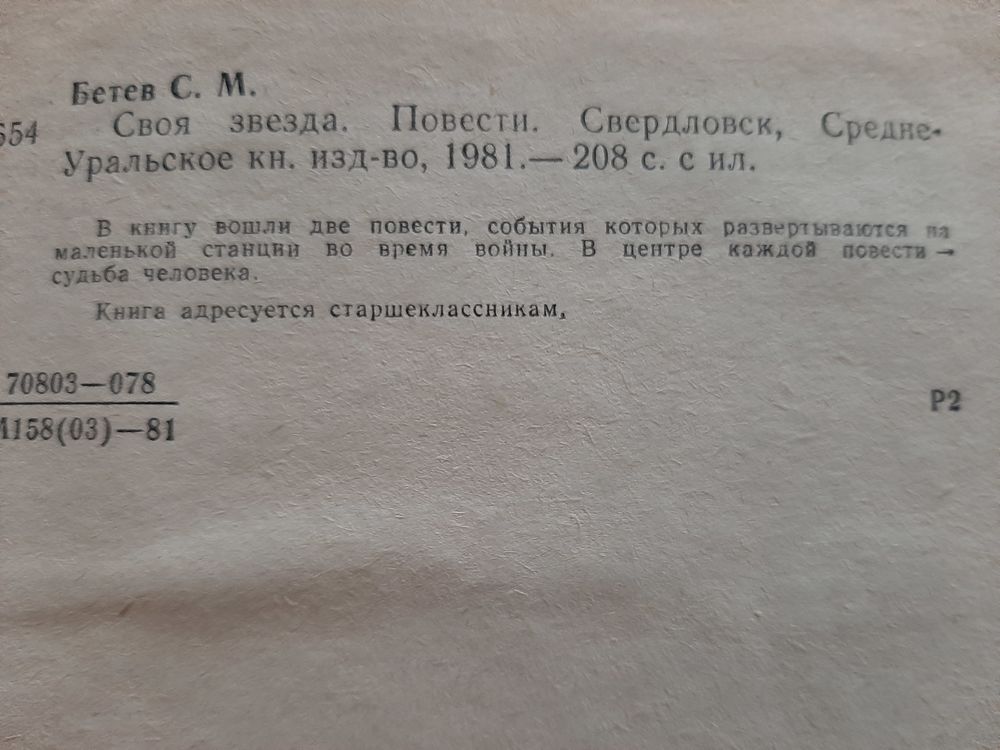 Бетев С. М.
654 Своя звезда. Повести. Свердловск, Средне-
Уральское кн. изд-во, 1981.— 208 с. с ил.
В книгу вошли две повести, события которых развертываются на
маленькой станции во время войны. В центре каждой повести —
судьба человека.
Книга адресуется старшеклассникам.
70803—078
М158(03)—81
Р2